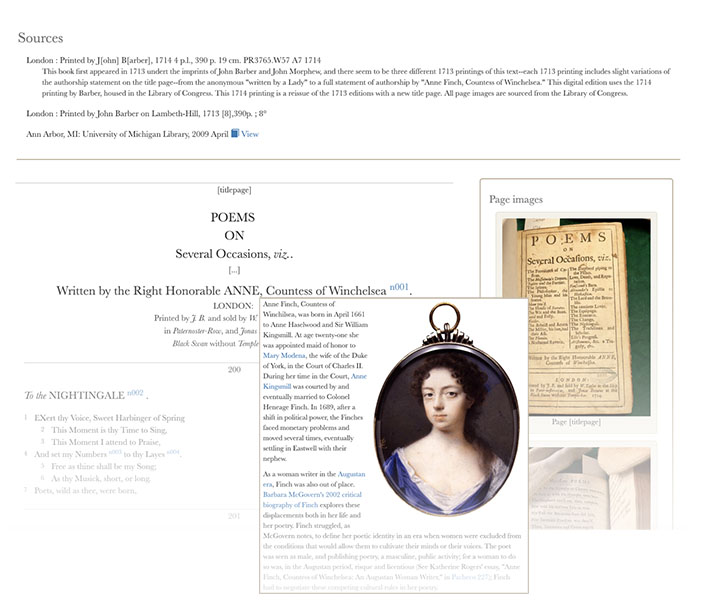 Sources
London : Printed by J[ohn] B[arber], 1714 4 p.l., 390 p. 19 cm. PR3765.W57 A7 1714
This book first appeared in 1713 undert the imprints of John Barber and John Morphew, and there seem to be three different 1713 printings of this text--each 1713 printing includes slight variations of
the authorship statement on the title page--from the anonymous "written by a Lady" to a full statement of authorship by "Anne Finch, Countess of Winchelsea." This digital edition uses the 1714
printing by Barber, housed in the Library of Congress. This 1714 printing is a reissue of the 1713 editions with a new title page. All page images are sourced from the Library of Congress.
London : Printed by John Barber on Lambeth-Hill, 1713 [8],390p. ; 8°
Ann Arbor, MI: University of Michigan Library, 2009 April View
[titlepage]
POEMS
ON
Several Occasions, viz..
[...]
Written by the Right Honorable ANNE, Countess of Winchelsea n001.
LONDON:
Printed by J. B. and sold by W.
in Paternoster-Row, and Jonas
Black Swan without Temple
200
To the NIGHTINGALE n002 .
1 EXert thy Voice, Sweet Harbinger of Spring
2 This Moment is thy Time to Sing,
3 This Moment I attend to Praise,
4 And set my Numbers n003 to thy Layes n004.
5 Free as thine shall be my Song;
6 As thy Musick, short, or long.
7 Poets, wild as thee, were born,
201
Anne Finch, Countess of
Winchilsea, was born in April 1661
to Anne Haselwood and Sir William
Kingsmill. At age twenty-one she
was appointed maid of honor to
Mary Modena, the wife of the Duke
of York, in the Court of Charles II.
During her time in the Court, Anne
Kingsmill was courted by and
eventually married to Colonel
Heneage Finch. In 1689, after a
shift in political power, the Finches
faced monetary problems and
moved several times, eventually
settling in Eastwell with their
nephew.
As a woman writer in the Augustan
era, Finch was also out of place.
Barbara McGovern's 2002 critical
biography of Finch explores these
displacements both in her life and
her poetry. Finch struggled, as
McGovern notes, to define her poetic identity in an era when women were excluded from
the conditions that would allow them to cultivate their minds or their voices. The poet
was seen as male, and publishing poetry, a masculine, public activity; for a woman to do
so was, in the Augustan period, risque and licentious (See Katherine Rogers' essay, "Anne
Finch, Countess of Winchelsea: An Augustan Woman Writer," in Pacheco 227). Finch
had to negotiate these competing cultural rules in her poetry.
Page images
POEMS
ON
Several Occasions, viz.
Written by the Right Honorable ANNE,
Countess of Winchelsea.
LONDON:
Page [titlepage]